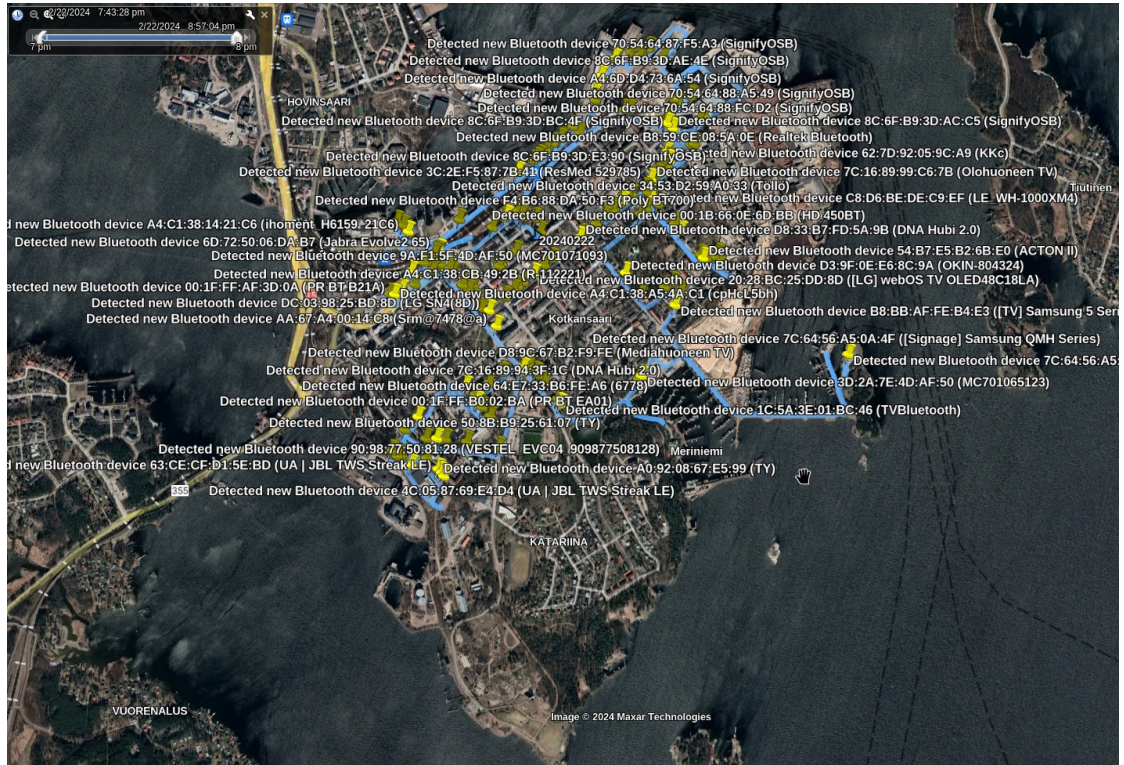 2/22/2024 7:43:28 pm
2/22/2024 8:57:04 pm
7 pm
8 pm
Detected new Bluetooth device 70:54:64:87:F5:A3 (SignifyOSB)
Detected new Bluetooth device 8C:6F:B9:3D:AE:4E (SignifyOSB)
Detected new Bluetooth device A4:6D:D4:73:6A:54 (SignifyOSB)
Detected new Bluetooth device 70:54:64:88:A5:49 (SignifyOSB)
HOVINSAARI
Detected new Bluetooth device 70:54:64:88:FC:D2 (SignifyOSB)
Detected new Bluetooth device 8C:6F:B9:3D:BC:4F (SignifyOSB)
Detected new Bluetooth device 8C:6F:B9:3D:AC:C5 (SignifyOSB)
Detected new Bluetooth device B8:59:CE:08:5A:0E (Realtek Bluetooth)
Detected new Bluetooth device 8C:6F:B9:3D:E3:90 (SignifyOSB)
ted new Bluetooth device 62:7D:92:05:9C:A9 (KKc)
Detected new Bluetooth device 3C:2E:F5:87:7B:41 (ResMed 529785)
Detected new Bluetooth device 7C:16:89:99:C6:7B (Olohuoneen TV)
Detected new Bluetooth device 34:53:D2:59:A0:33 (Tollo)
Tiutinen
Detected new Bluetooth device F4:B6:88:DA:50:F3 (Poly BT700)
ted new Bluetooth device C8:D6:BE:DE:C9:EF (LE_WH-1000XM4)
Detected new Bluetooth device 00:1B:66:0E:6D:BB (HD 450BT)
d new Bluetooth device A4:C1:38:14:21:C6 (ihoment_H6159_21C6)
Detected new Bluetooth device D8:33:B7:FD:5A:9B (DNA Hubi 2.0)
Detected new Bluetooth device 6D:72:50:06:DA:B7 (Jabra Evolve2 65)
20240222
Detected new Bluetooth device 54:B7:E5:B2:6B:E0 (ACTON II)
Detected new Bluetooth device 9A:F1:5F:4D:AF:50 (MC701071093)
Detected new Bluetooth device D3:9F:0E:E6:8C:9A (OKIN-804324)
Detected new Bluetooth device A4:C1:38:CB:49:2B (R-112221)
Detected new Bluetooth device 20:28:BC:25:DD:8D ([LG] webOS TV OLED48C18LA)
etected new Bluetooth device 00:1F:FF:AF:3D:0A (PR BT B21A)
Detected new Bluetooth device A4:C1:38:A5:4A:C1 (cpHcL5bh)
Detected new Bluetooth device DC:03:98:25:BD:8D (LG SN4(8D))
Detected new Bluetooth device B8:BB:AF:FE:B4:E3 ([TV] Samsung 5 Seri
Detected new Bluetooth device AA:67:A4:00:14:C8 (Srm@7478@a)
Kotkansaari
Detected new Bluetooth device 7C:64:56:A5:0A:4F ([Signage] Samsung QMH Series)
Detected new Bluetooth device D8:9C:67:B2:F9:FE (Mediahuoneen TV)
Detected new Bluetooth device 7C:64:56:A5:
Detected new Bluetooth device 7C:16:89:94:3F:1C (DNA Hubi 2.0)
Detected new Bluetooth device 64:E7:33:B6:FE:A6 (6778)
Detected new Bluetooth device 3D:2A:7E:4D:AF:50 (MC701065123)
Detected new Bluetooth device 00:1F:FF:B0:02:BA (PR BT EA01)
Detected new Bluetooth device 1C:5A:3E:01:BC:46 (TVBluetooth)
Detected new Bluetooth device 50:8B:B9:25:61:07 (TY)
Detected new Bluetooth device 90:98:77:50:81:28 (VESTEL_EVC04_909877508128)
Meriniemi
d new Bluetooth device 63:CE:CF:D1:5E:BD (UA | JBL TWS Streak LE)
Detected new Bluetooth device A0:92:08:67:E5:99 (TY)
355
Detected new Bluetooth device 4C:05:87:69:E4:D4 (UA | JBL TWS Streak LE)
KATARIINA
VUORENALUS
Image © 2024 Maxar Technologies